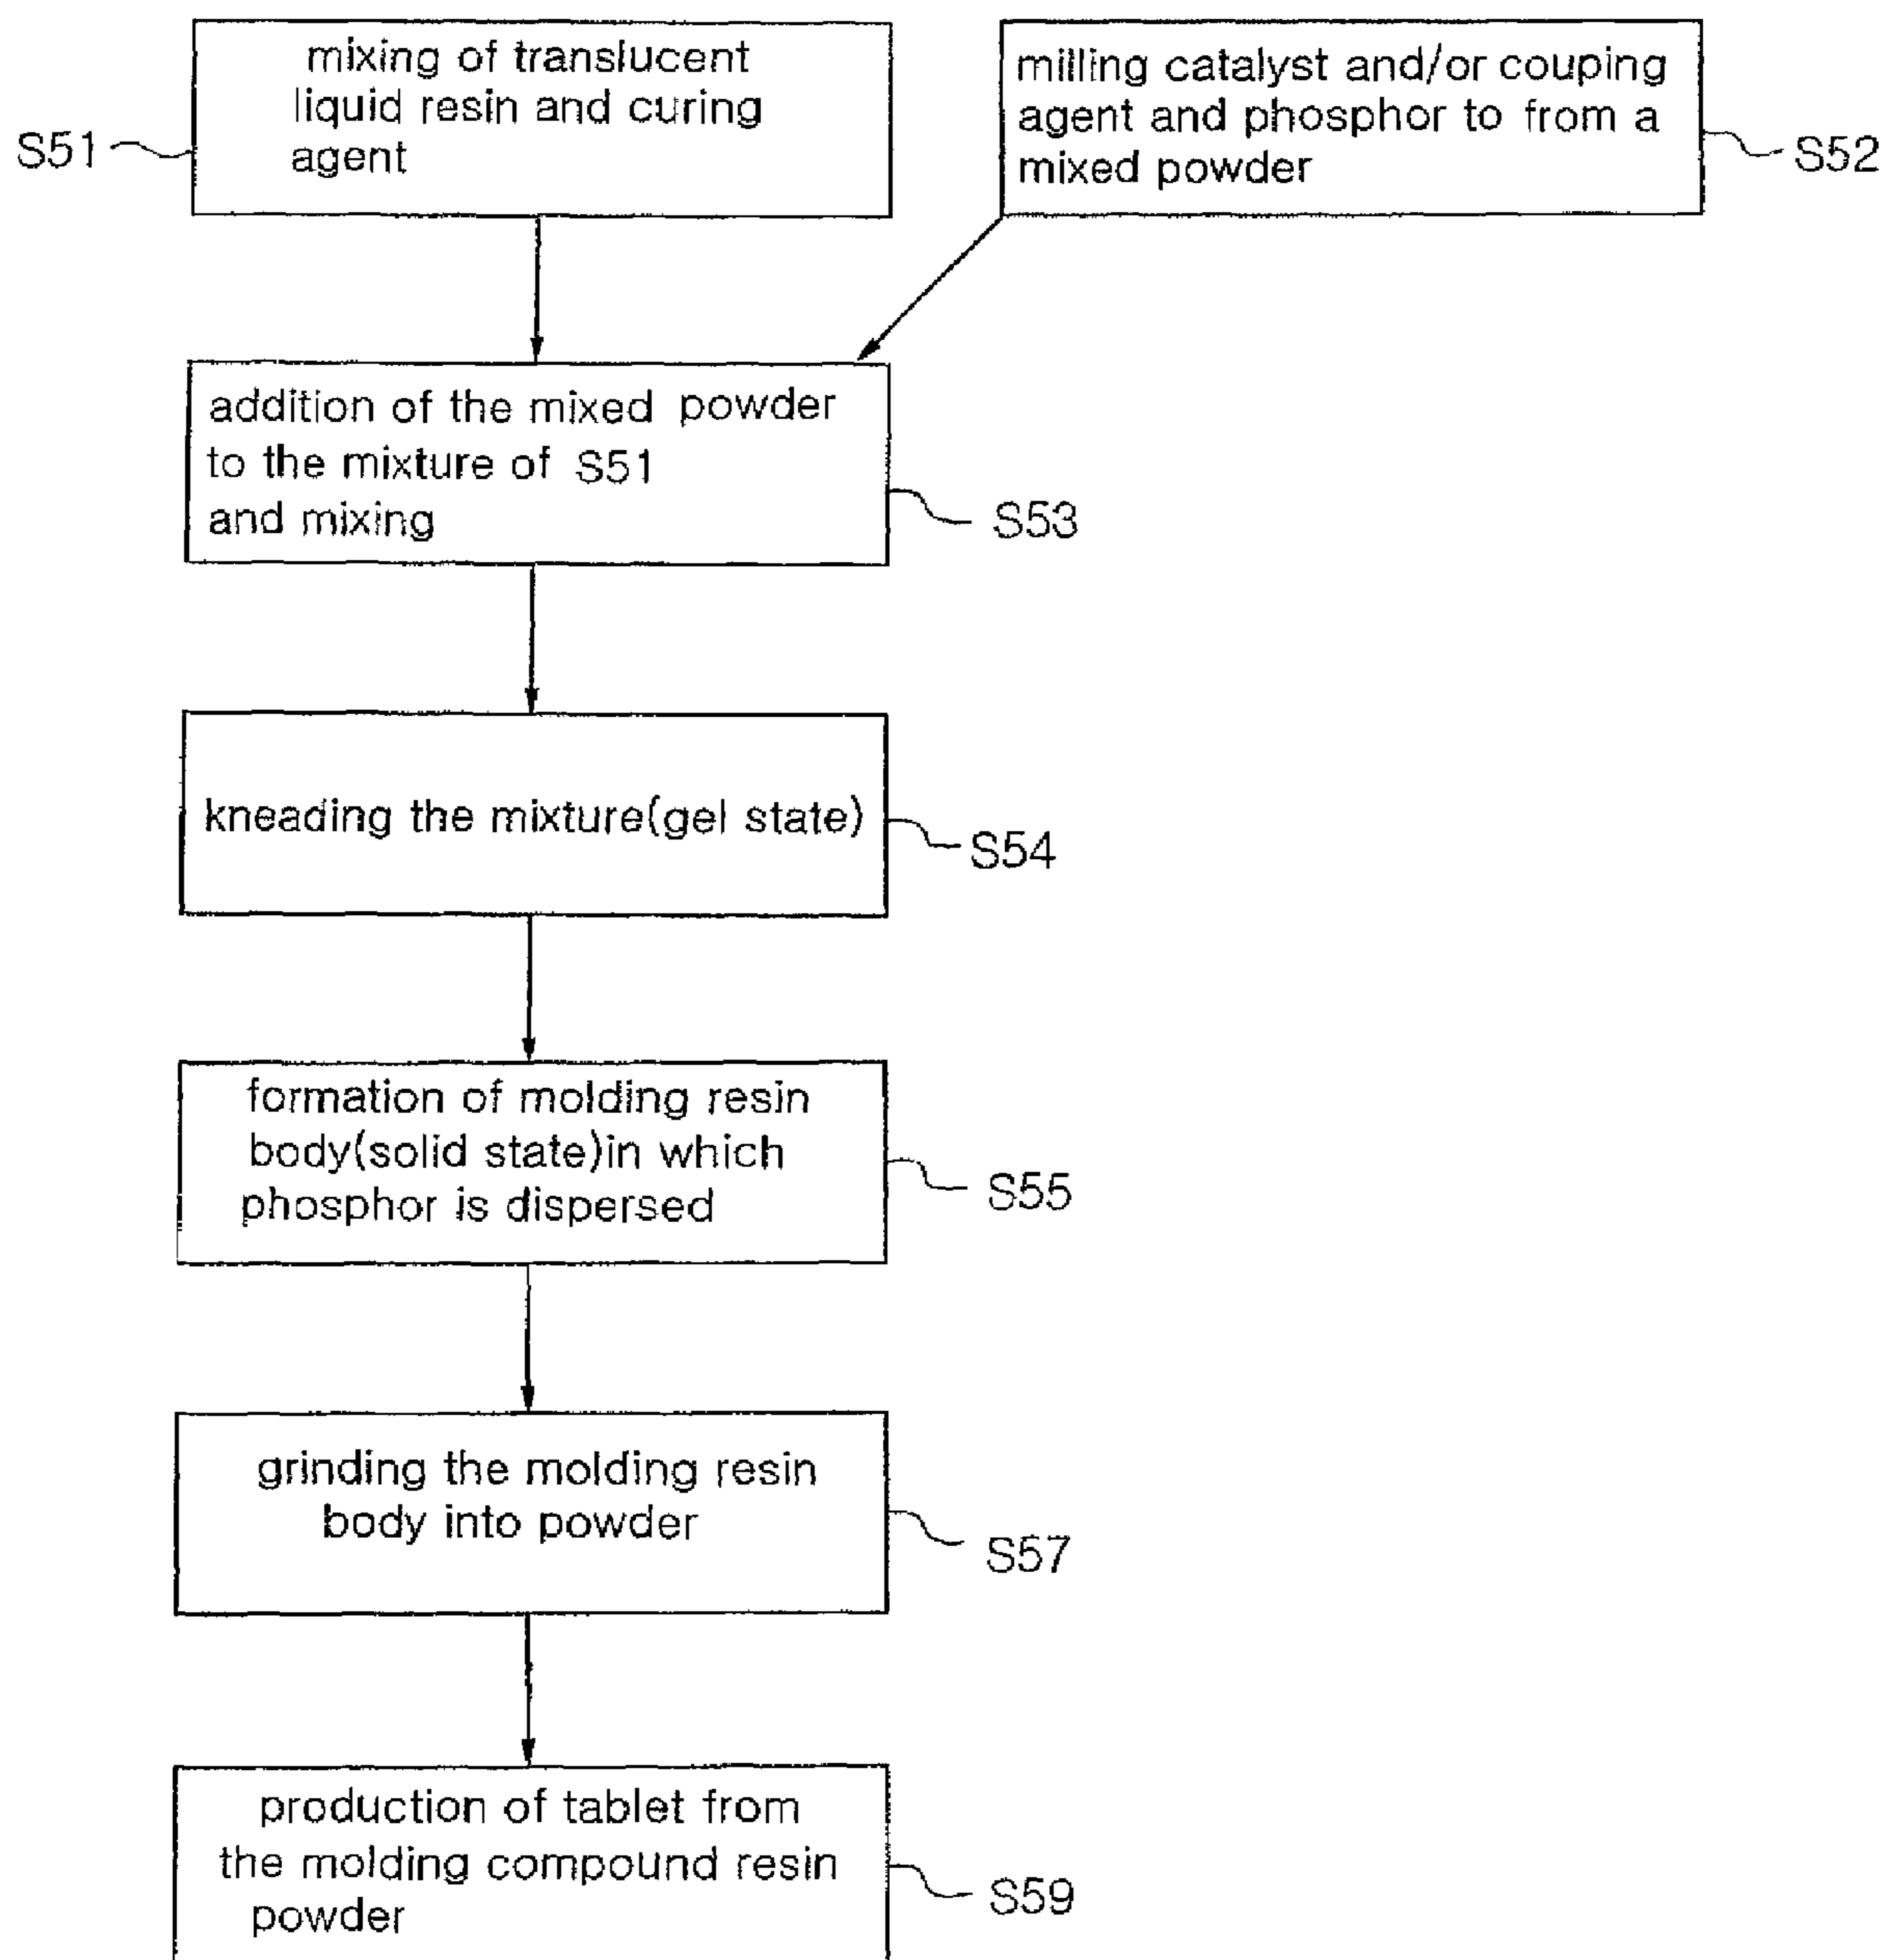 mixing of translucent
liquid resin and curing
agent
S51
milling catalyst and/or couping
agent and phosphor to from a
mixed powder
S52
addition of the mixed powder
to the mixture of S51
and mixing
S53
kneading the mixture(gel state)
S54
formation of molding resin
body(solid state)in which
phosphor is dispersed
S55
grinding the molding resin
body into powder
S57
production of tablet from
the molding compound resin
powder
S59